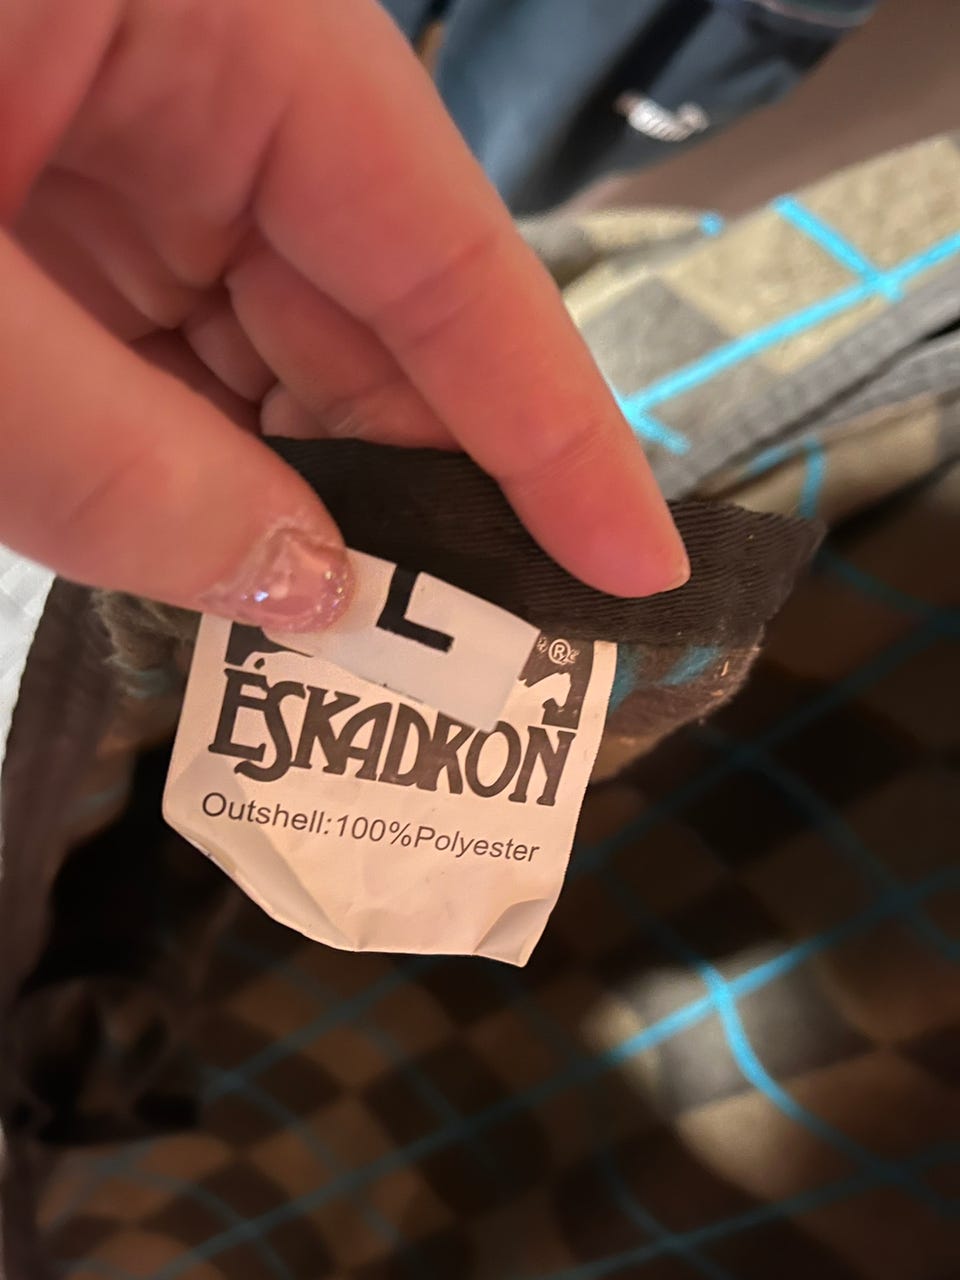 L
®
ESKADRON
Outshell:100%Polyester